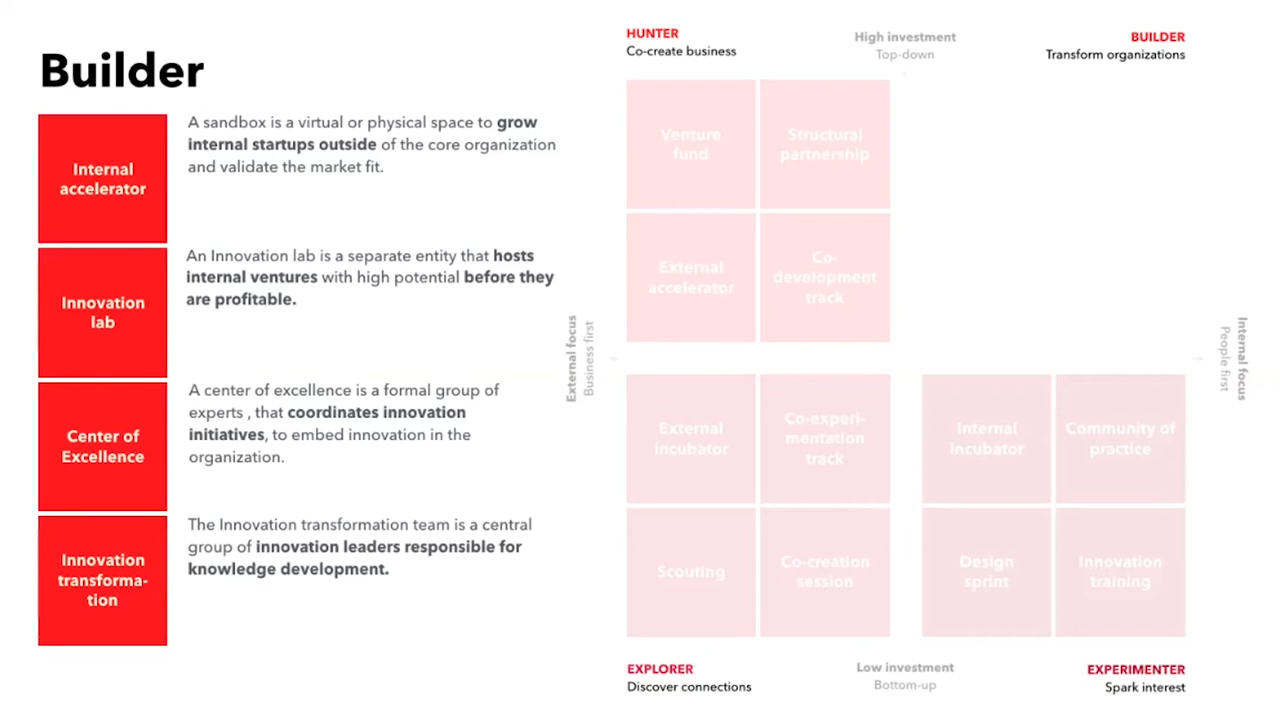 Builder
Internal
accelerator
A sandbox is a virtual or physical space to grow
internal startups outside of the core organization
and validate the market fit.
Innovation
lab
An Innovation lab is a separate entity that hosts
internal ventures with high potential before they
are profitable.
Center of
Excellence
A center of excellence is a formal group of
experts , that coordinates innovation
initiatives, to embed innovation in the
organization.
Innovation
transforma-
tion
The Innovation transformation team is a central
group of innovation leaders responsible for
knowledge development.
HUNTER
Co-create business
High investment
Top-down
BUILDER
Transform organizations
Venture
fund
Structural
partnership
External
accelerator
Co-
development
track
External focus
Business first
Internal focus
People first
External
incubator
Co-experi-
mentation
track
Internal
incubator
Community of
practice
Scouting
Co-creation
session
Design
sprint
Innovation
training
EXPLORER
Discover connections
Low investment
Bottom-up
EXPERIMENTER
Spark interest